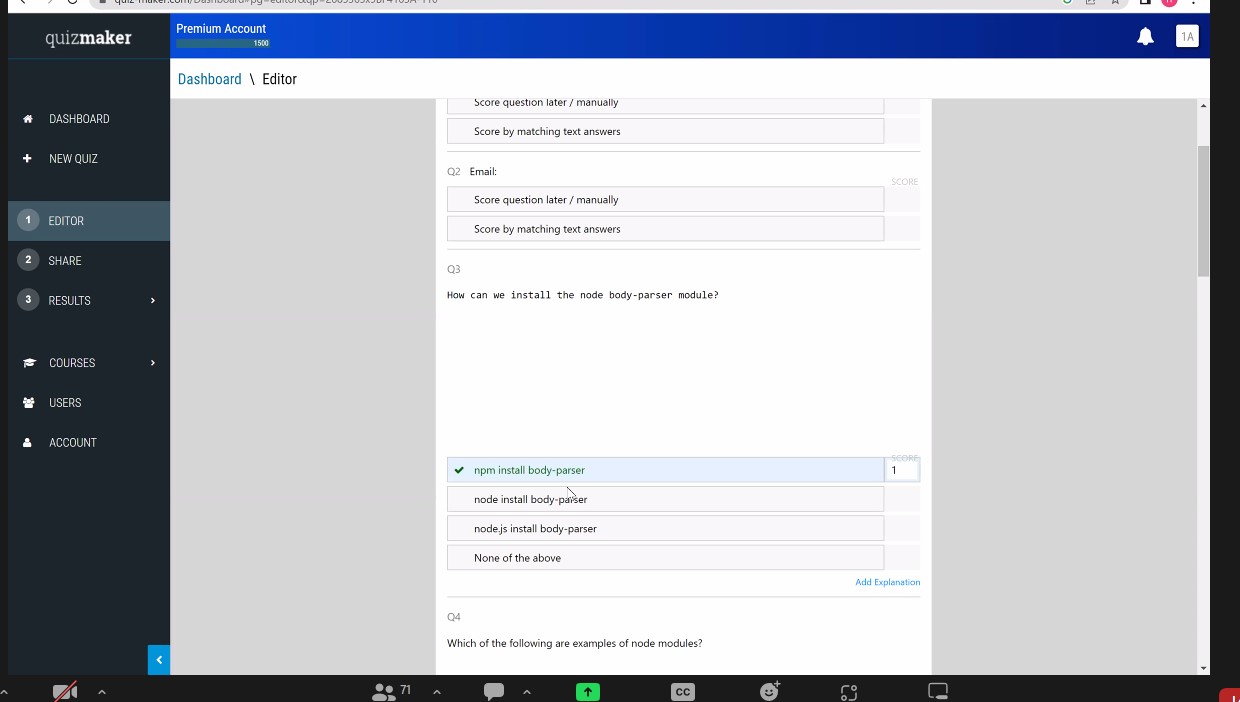 quizmaker
Premium Account
1500
1A
Dashboard \ Editor
DASHBOARD
NEW QUIZ
1 EDITOR
2 SHARE
3 RESULTS
COURSES
USERS
ACCOUNT
Score question later / manually
Score by matching text answers
Q2 Email:
SCORE
Score question later / manually
Score by matching text answers
Q3
How can we install the node body-parser module?
SCORE
npm install body-parser 1
node install body-parser
node.js install body-parser
None of the above
Add Explanation
Q4
Which of the following are examples of node modules?
71
CC